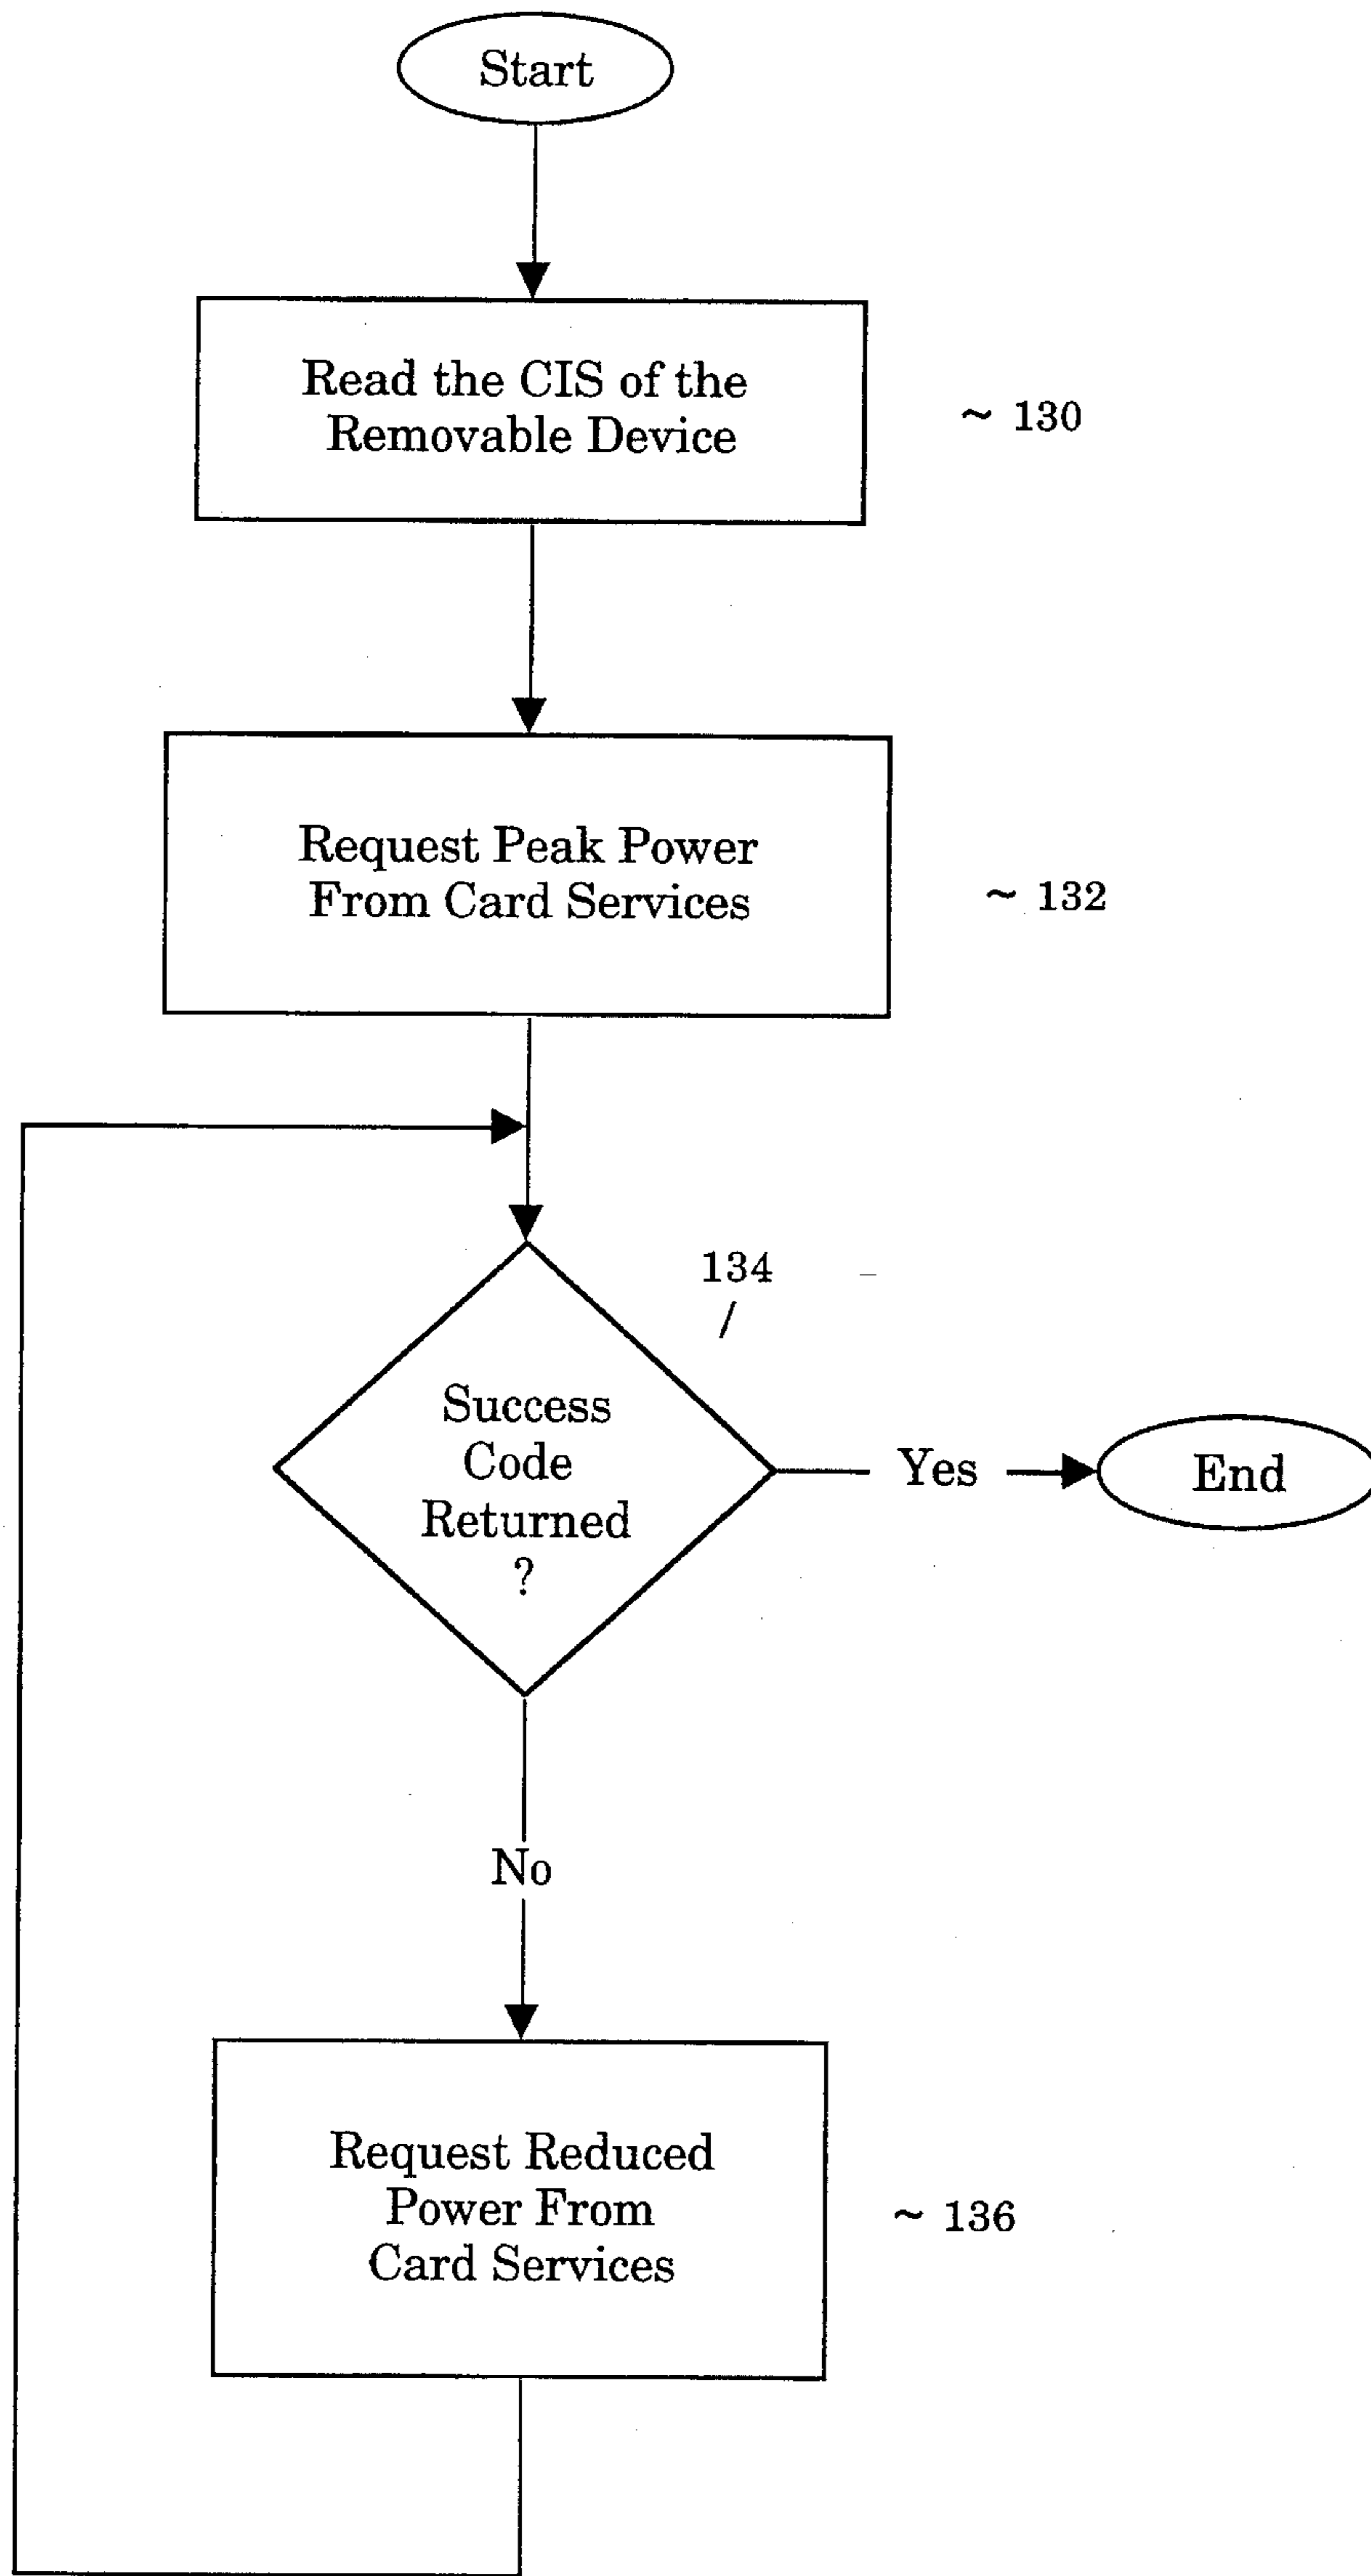 Start
Read the CIS of the
Removable Device
~ 130
Request Peak Power
From Card Services
~ 132
134
/
Success
Code
Returned
?
Yes
End
No
Request Reduced
Power From
Card Services
~ 136